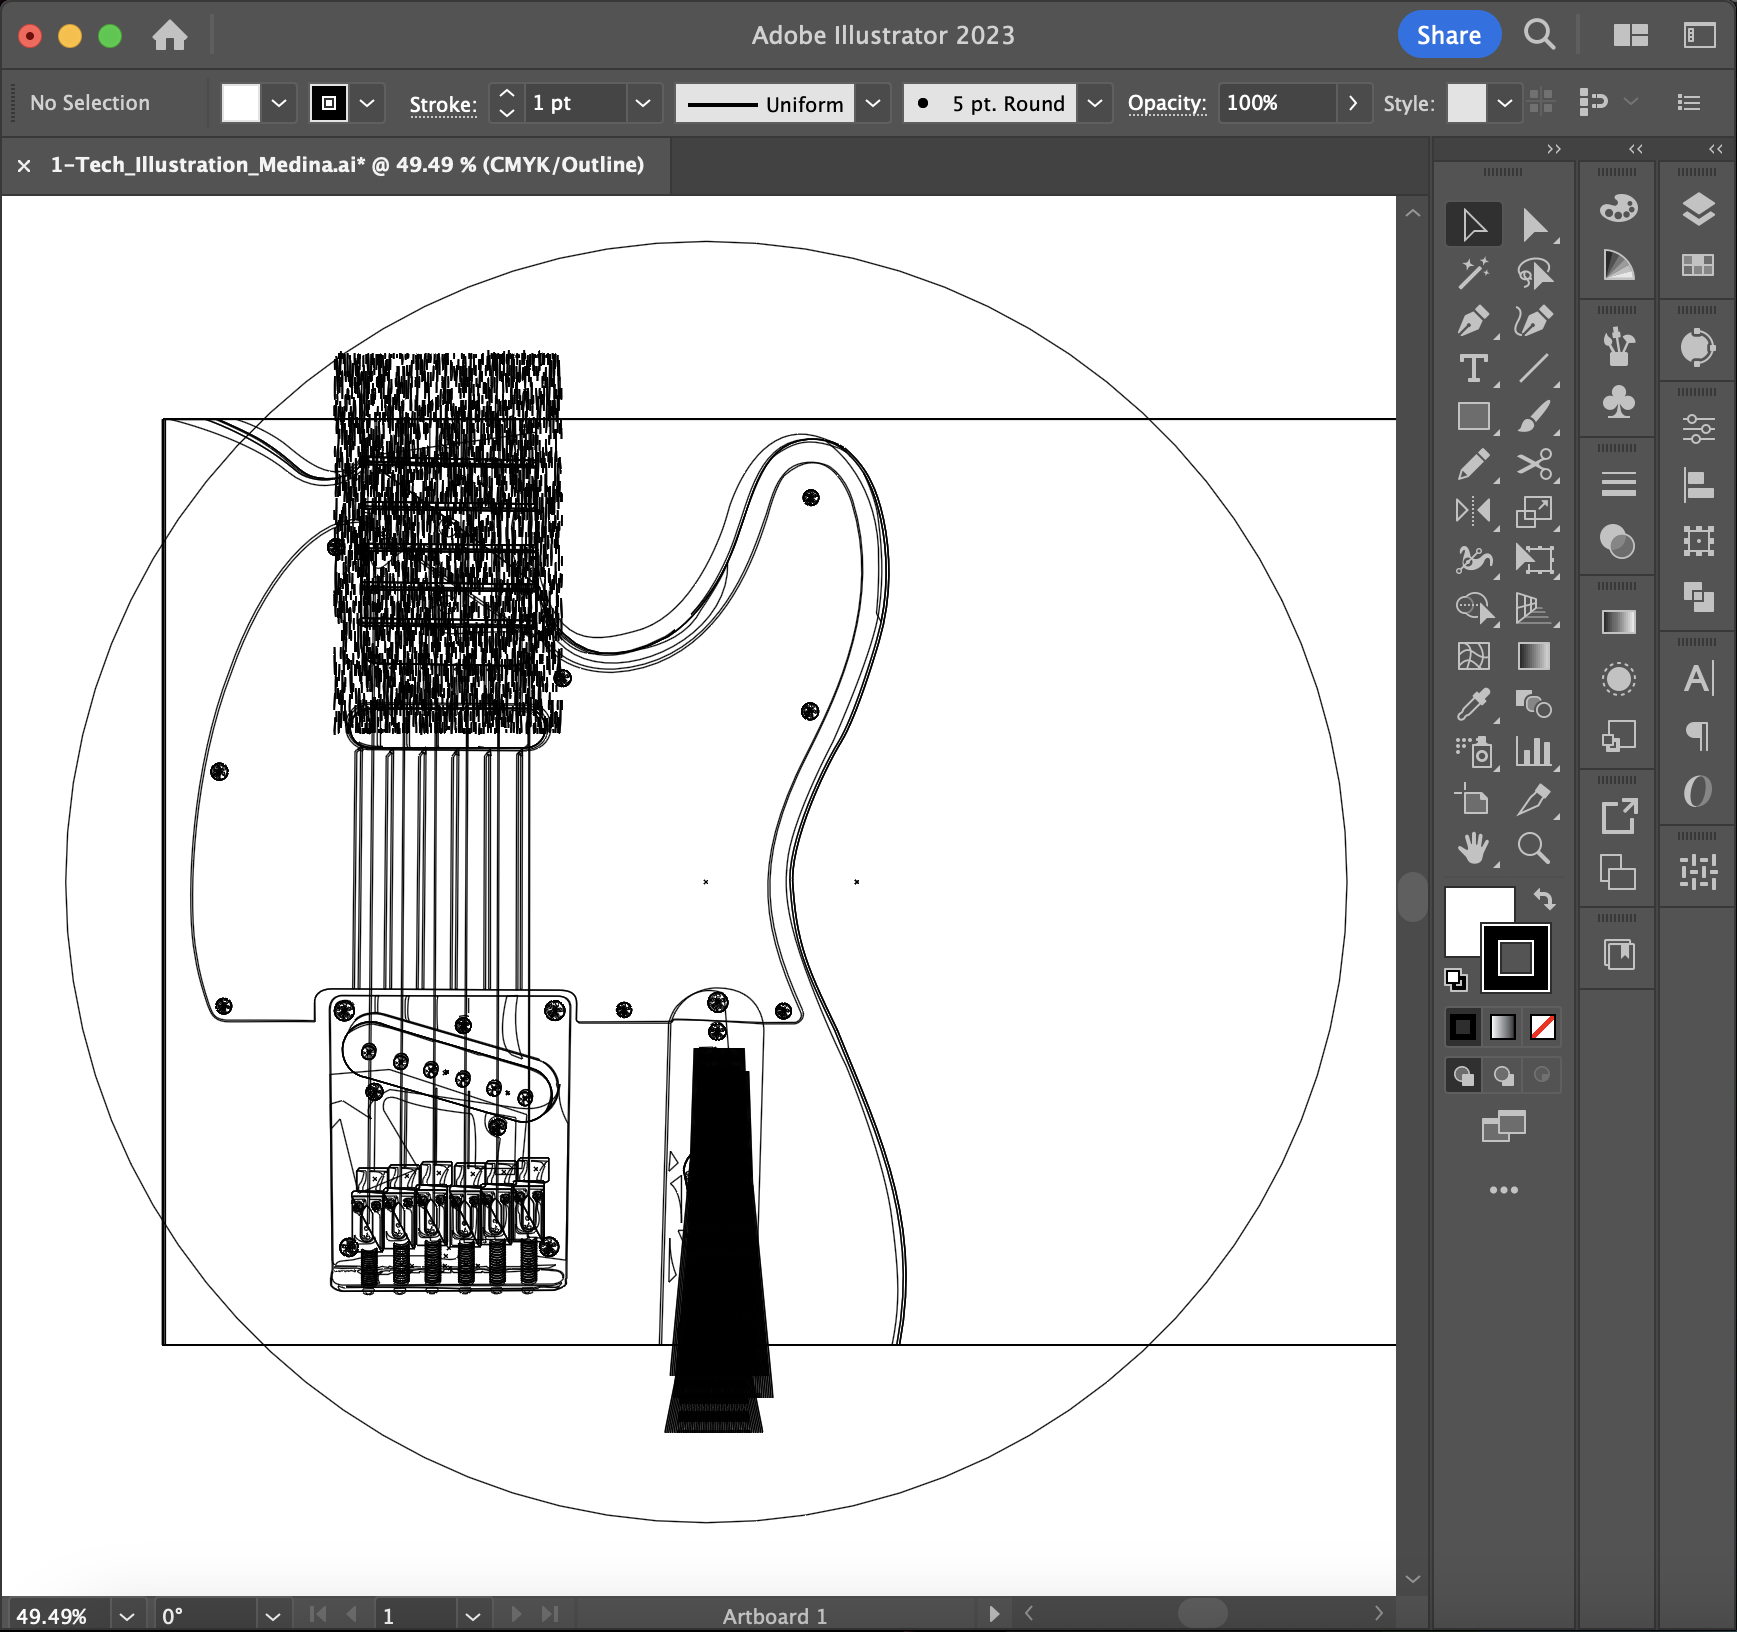 Adobe Illustrator 2023
Share
No Selection
Stroke:
1 pt
Uniform
5 pt. Round
Opacity:
100%
Style:
1-Tech_Illustration_Medina.ai* @ 49.49 % (CMYK/Outline)
49.49%
0°
1
Artboard 1